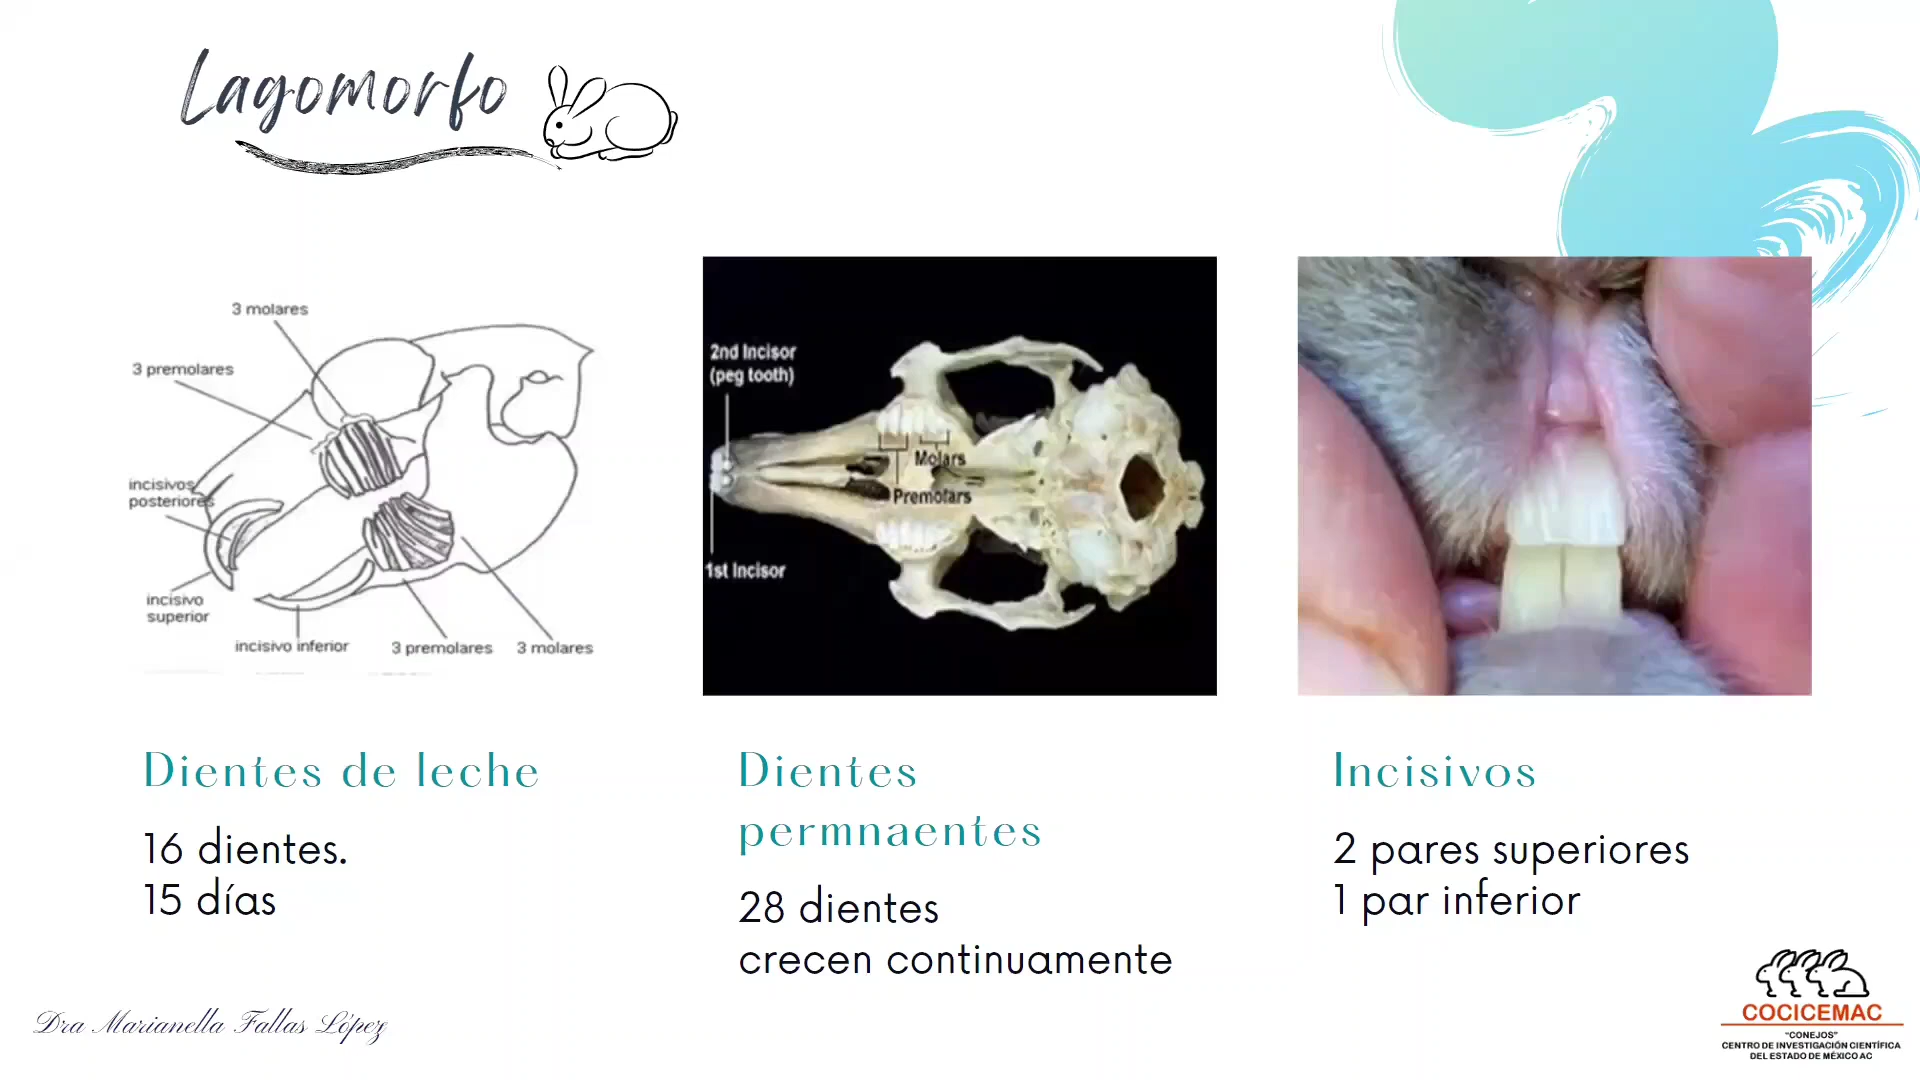 Lagomorfo
3 molares
3 premolares
incisivos
posteriores
incisivo
superior
incisivo inferior
3 premolares
3 molares
2nd Incisor
(peg tooth)
Molars
Premolars
1st Incisor
Dientes de leche
16 dientes.
15 días
Dientes
permnaentes
28 dientes
crecen continuamente
Incisivos
2 pares superiores
1 par inferior
Dra Marianella Fallas López
COCICEMAC
"CONEJOS"
CENTRO DE INVESTIGACIÓN CIENTÍFICA
DEL ESTADO DE MÉXICO AC